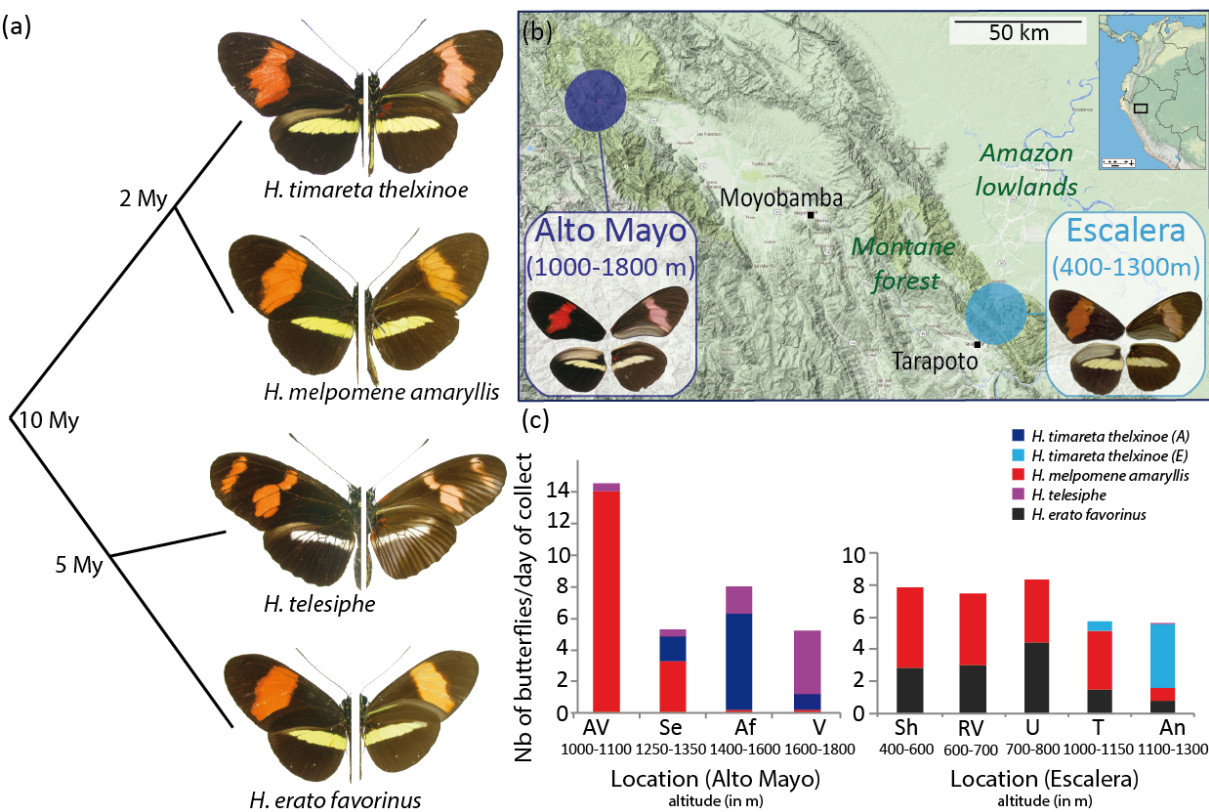 (a)
H. timareta thelxinoe
2 My
H. melpomene amaryllis
10 My
5 My
H. telesiphe
H. erato favorinus
(b)
50 km
Amazon
lowlands
Moyobamba
Montane
forest
Tarapoto
Alto Mayo
(1000-1800 m)
Escalera
(400-1300m)
(c)
H. timareta thelxinoe (A)
H. timareta thelxinoe (E)
H. melpomene amaryllis
H. telesiphe
H. erato favorinus
Nb of butterflies/day of collect
14
12
10
8
6
4
2
0
AV Se Af V
1000-1100 1250-1350 1400-1600 1600-1800
Location (Alto Mayo)
altitude (in m)
10
8
6
4
2
0
Sh RV U T An
400-600 600-700 700-800 1000-1150 1100-1300
Location (Escalera)
altitude (in m)